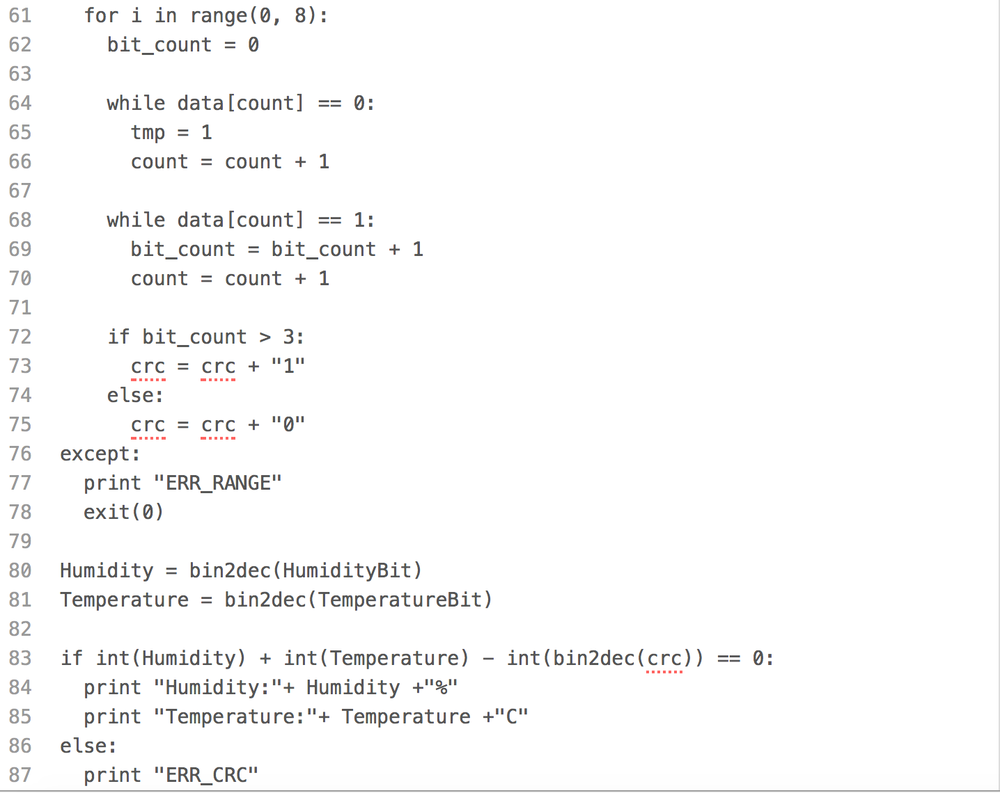 61 for i in range(0, 8):
62 bit_count = 0
63
64 while data[count] == 0:
65 tmp = 1
66 count = count + 1
67
68 while data[count] == 1:
69 bit_count = bit_count + 1
70 count = count + 1
71
72 if bit_count > 3:
73 crc = crc + "1"
74 else:
75 crc = crc + "0"
76 except:
77 print "ERR_RANGE"
78 exit(0)
79
80 Humidity = bin2dec(HumidityBit)
81 Temperature = bin2dec(TemperatureBit)
82
83 if int(Humidity) + int(Temperature) - int(bin2dec(crc)) == 0:
84 print "Humidity:"+ Humidity +"%"
85 print "Temperature:"+ Temperature +"C"
86 else:
87 print "ERR_CRC"